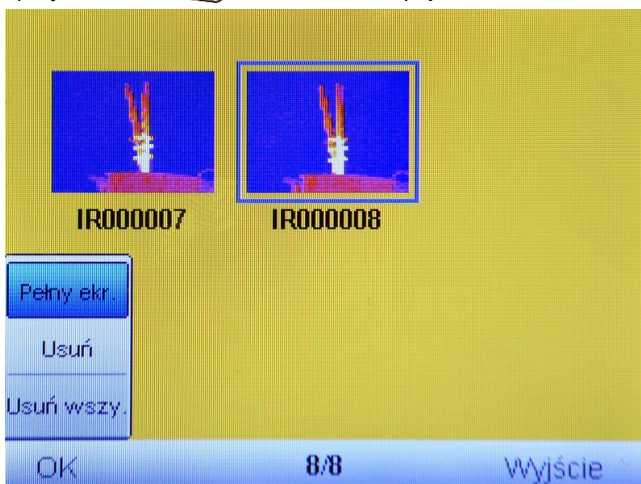 IR000007 IR000008
Pełny ekr.
Usuń
Usuń wszy.
OK 8/8 Wyjście